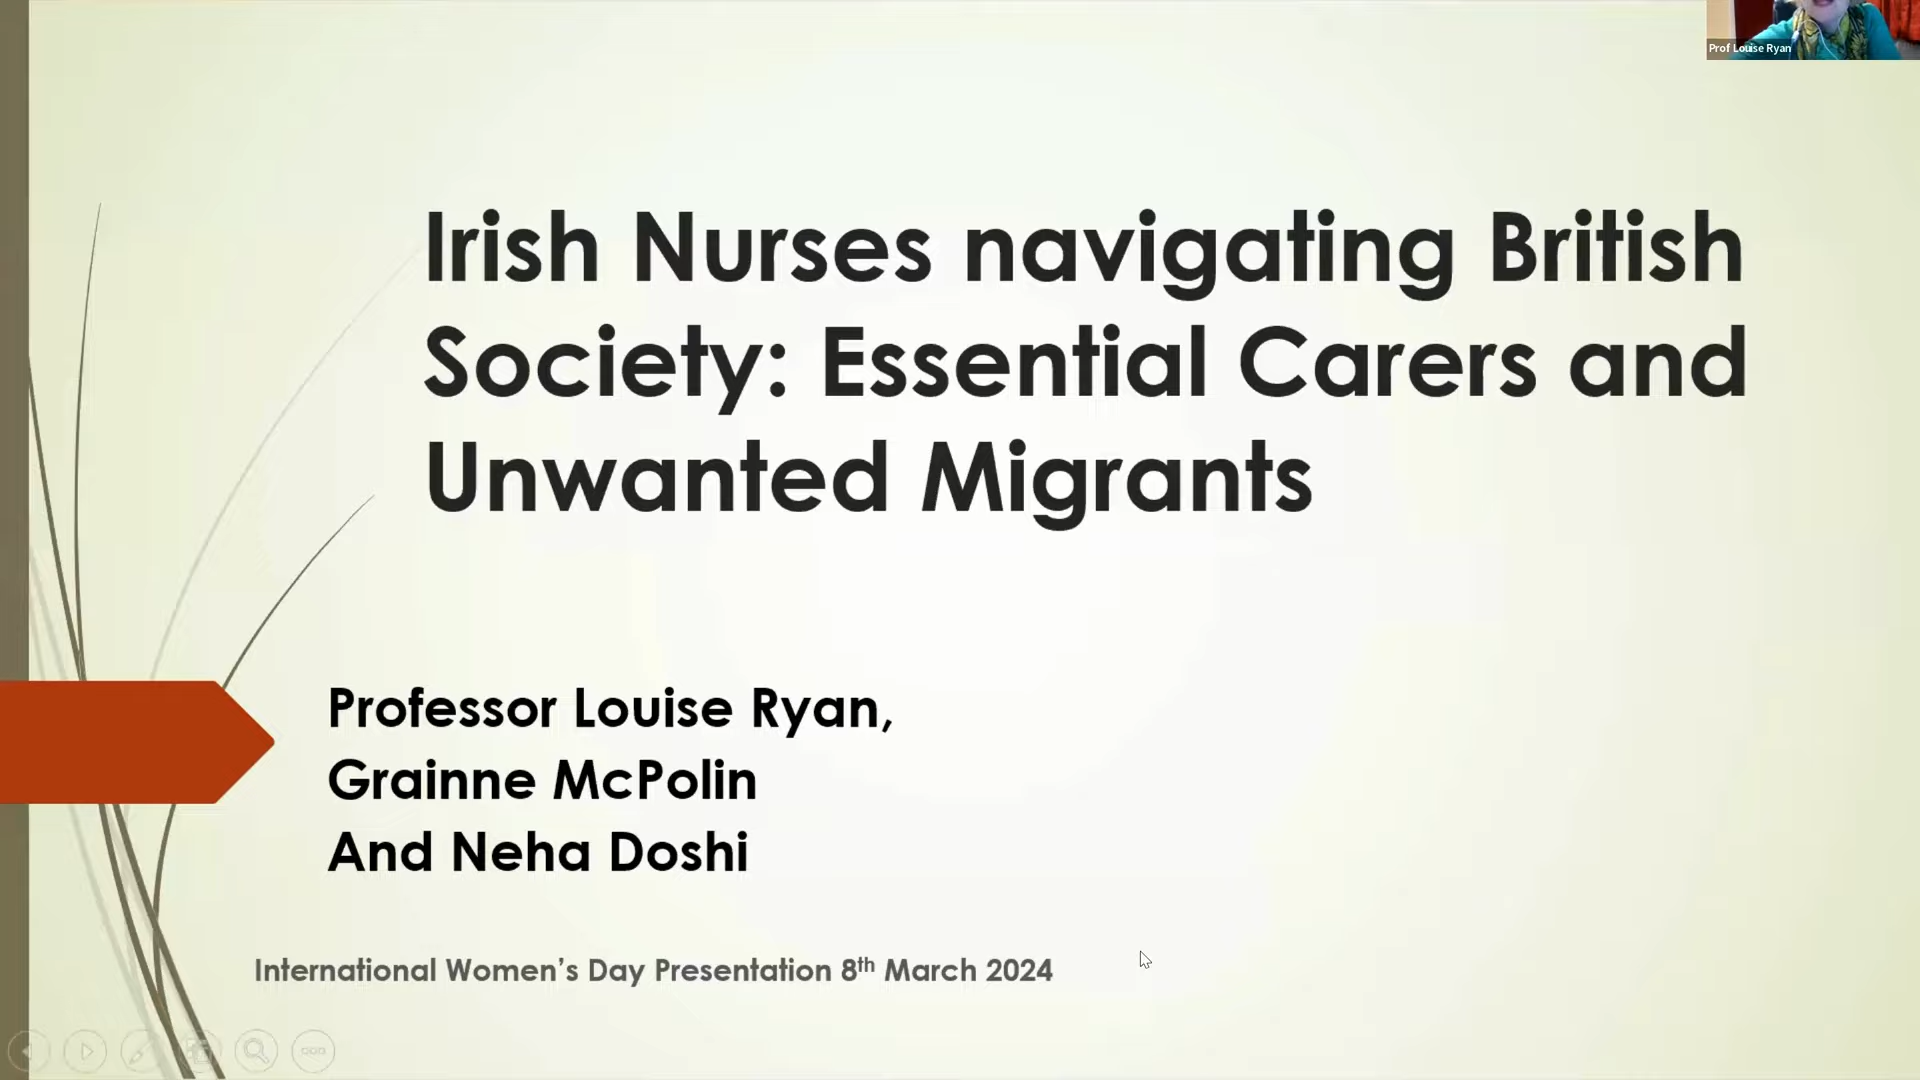 Prof Louise Ryan
Irish Nurses navigating British
Society: Essential Carers and
Unwanted Migrants
Professor Louise Ryan,
Grainne McPolin
And Neha Doshi
International Women’s Day Presentation 8th March 2024